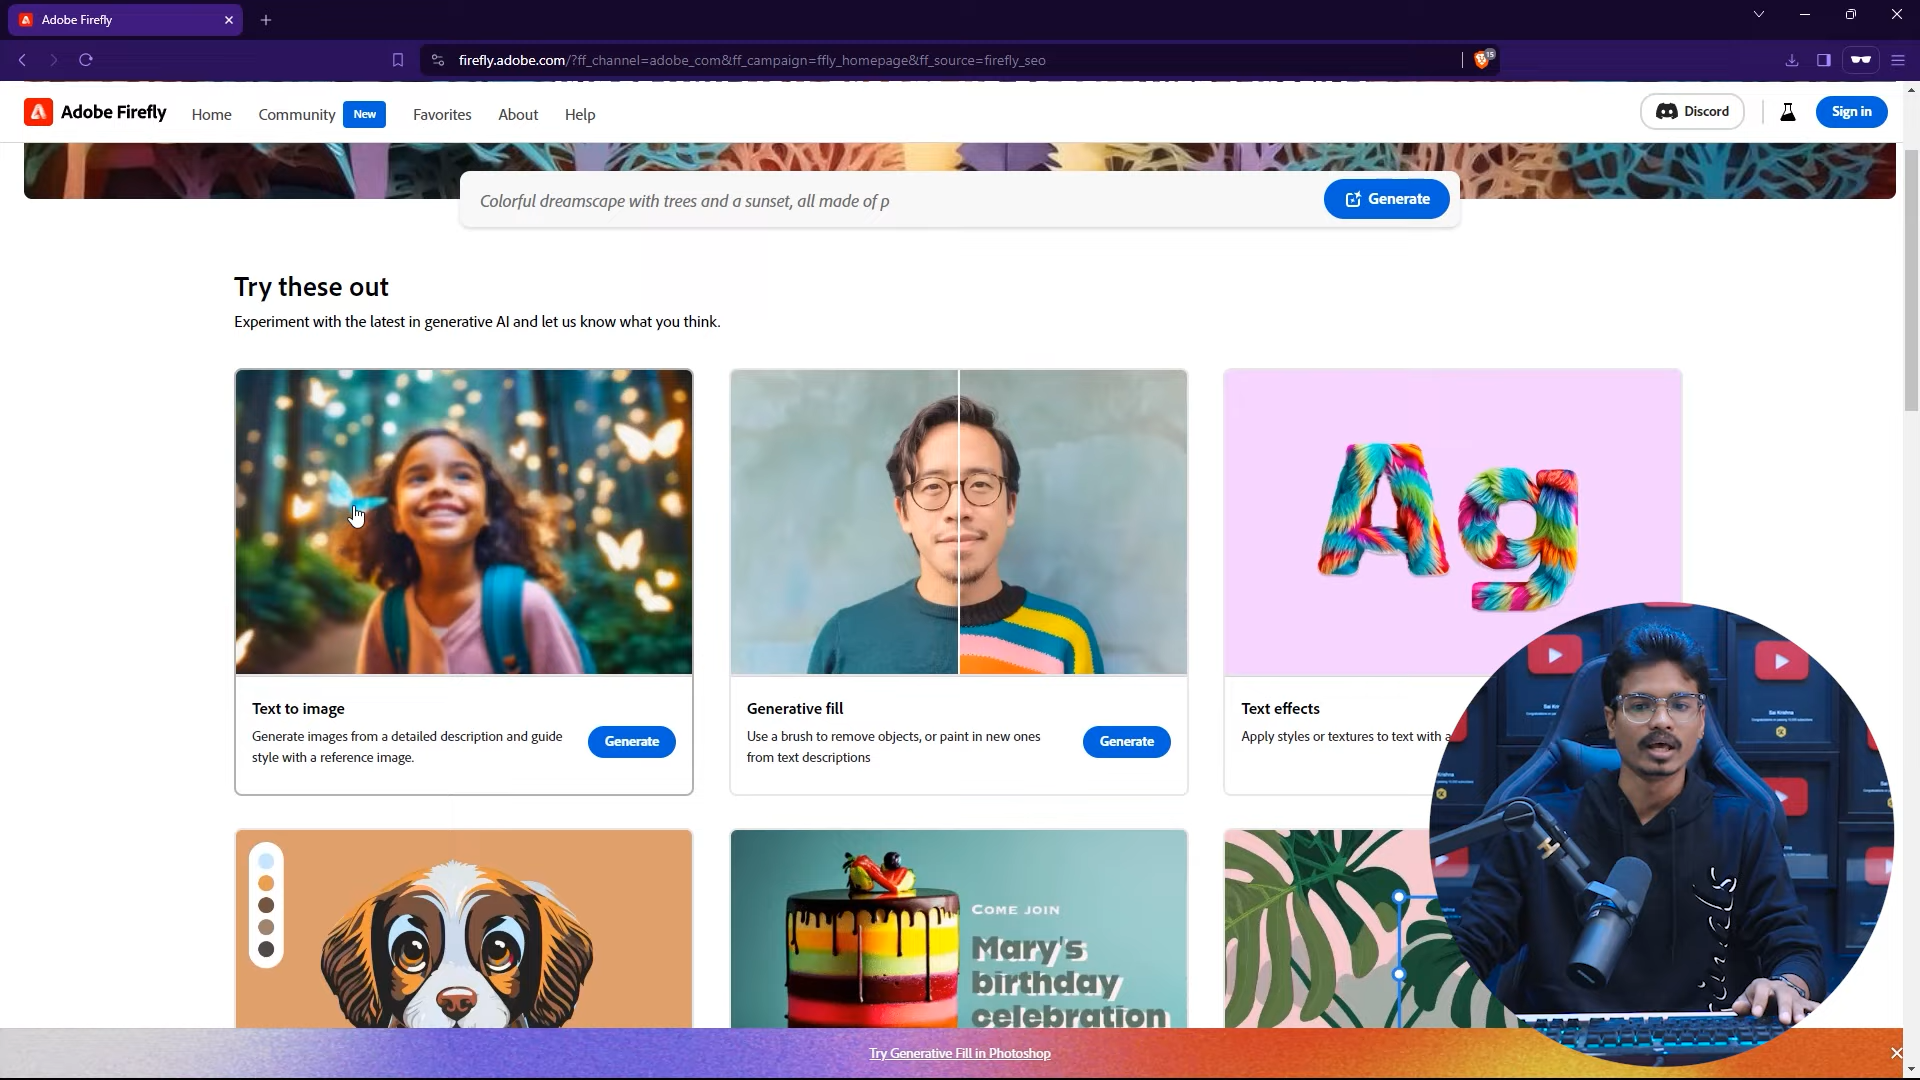 Adobe Firefly
firefly.adobe.com/?ff_channel=adobe_com&ff_campaign=ffly_homepage&ff_source=firefly_seo
15
Adobe Firefly
Home
Community
New
Favorites
About
Help
Discord
Sign in
Colorful dreamscape with trees and a sunset, all made of p
Generate
Try these out
Experiment with the latest in generative AI and let us know what you think.
Ag
Text to image
Generate images from a detailed description and guide
style with a reference image.
Generate
Generative fill
Use a brush to remove objects, or paint in new ones
from text descriptions
Generate
Text effects
Apply styles or textures to text with a
Sai Krishna
COME JOIN
Mary's
birthday
celebration
Try Generative Fill in Photoshop